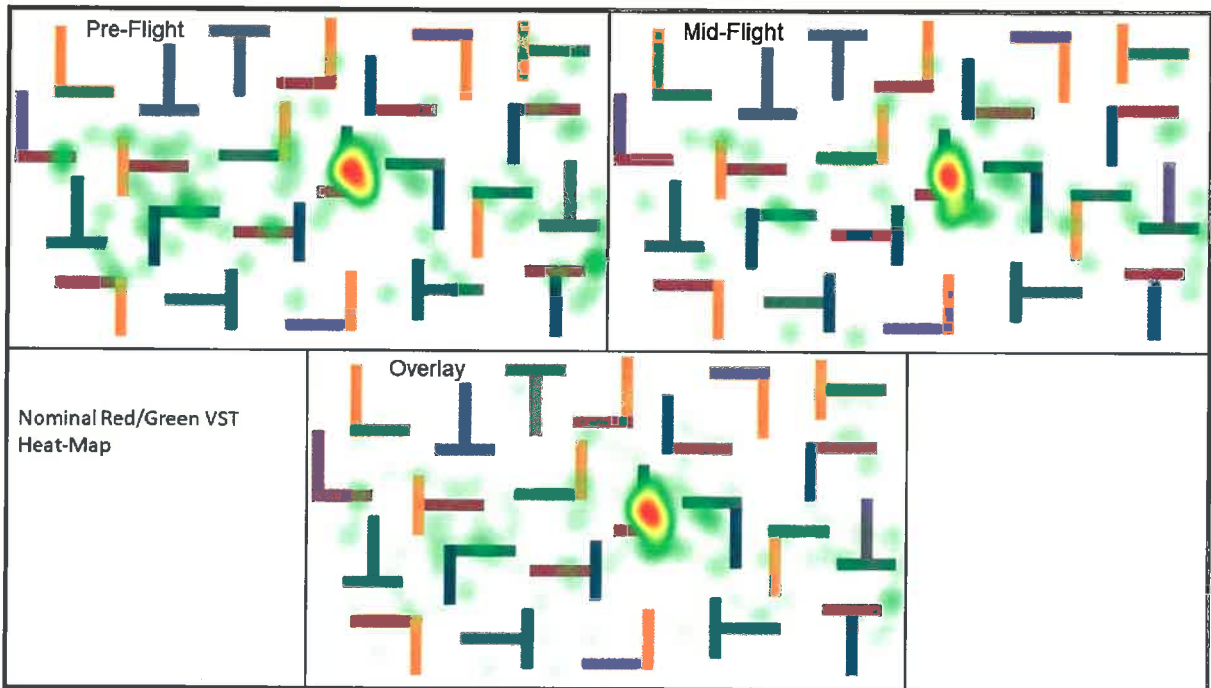 Pre-Flight
Mid-Flight
Overlay
Nominal Red/Green VST
Heat-Map